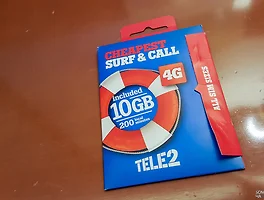 CHEAPEST
SURF & CALL
4G
included
10GB
200
TELE2
ALL SIM SIZES